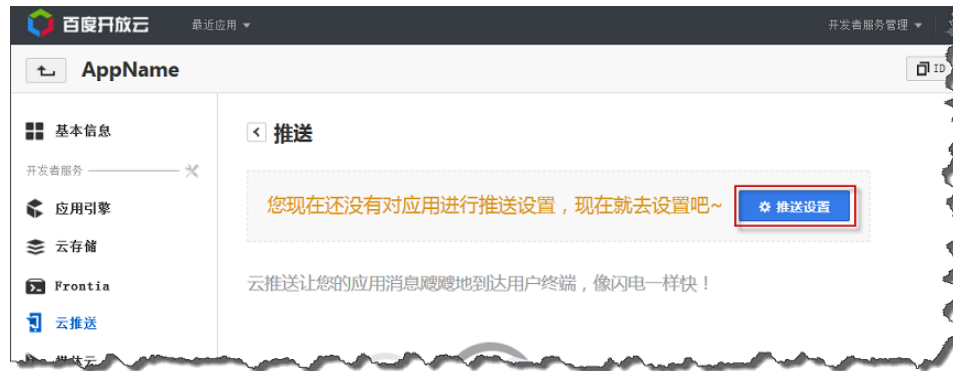 百度开放云 最近应用 开发者服务管理
AppName ID
基本信息
推送
开发者服务
您现在还没有对应用进行推送设置，现在就去设置吧~ 推送设置
应用引擎
云存储
Frontia
云推送让您的应用消息飕飕地到达用户终端，像闪电一样快！
云推送